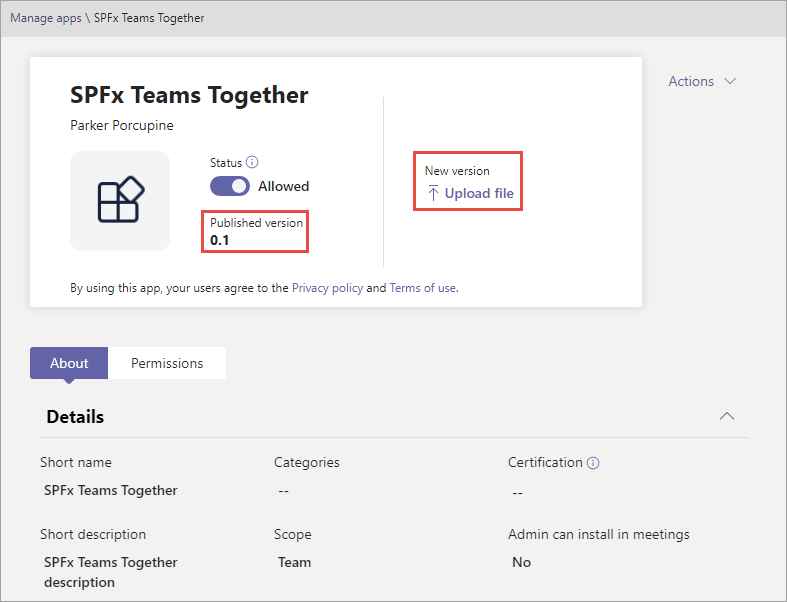 Manage apps \ SPFx Teams Together
SPFx Teams Together
Parker Porcupine
Actions
Status
Allowed
Published version
0.1
New version
Upload file
By using this app, your users agree to the Privacy policy and Terms of use.
About
Permissions
Details
Short name
Categories
Certification
SPFx Teams Together
--
--
Short description
Scope
Admin can install in meetings
SPFx Teams Together
description
Team
No